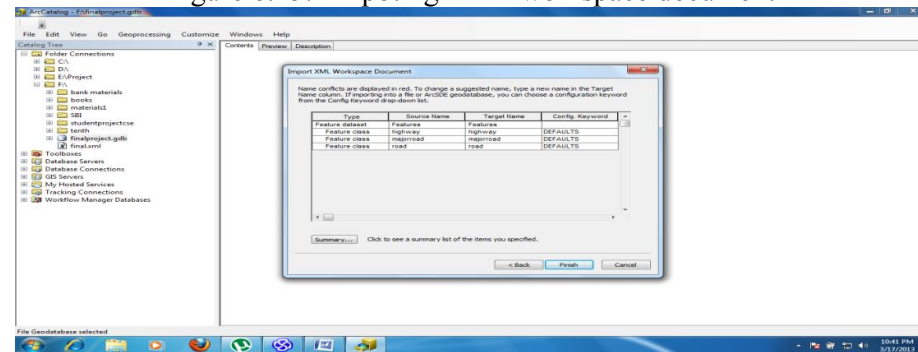 ArcCatalog - F:\finalproject.gdb
File Edit View Go Geoprocessing Customize Windows Help
Catalog Tree
Contents Preview Description
Folder Connections
C:\
D:\
E:\Project
F:\
bank materials
books
materials1
SBI
studentprojectcse
tenth
finalproject.gdb
final.xml
Toolboxes
Database Servers
Database Connections
GIS Servers
My Hosted Services
Tracking Connections
Workflow Manager Databases
Import XML Workspace Document
Name conflicts are displayed in red. To change a suggested name, type a new name in the Target
Name column. If importing into a file or ArcSDE geodatabase, you can choose a configuration keyword
from the Config Keyword drop-down list.
Type Source Name Target Name Config. Keyword
Feature dataset Features Features
Feature class highway highway DEFAULTS
Feature class majorroad majorroad DEFAULTS
Feature class road road DEFAULTS
Summary... Click to see a summary list of the items you specified.
< Back Finish Cancel
File Geodatabase selected
10:41 PM
3/17/2013